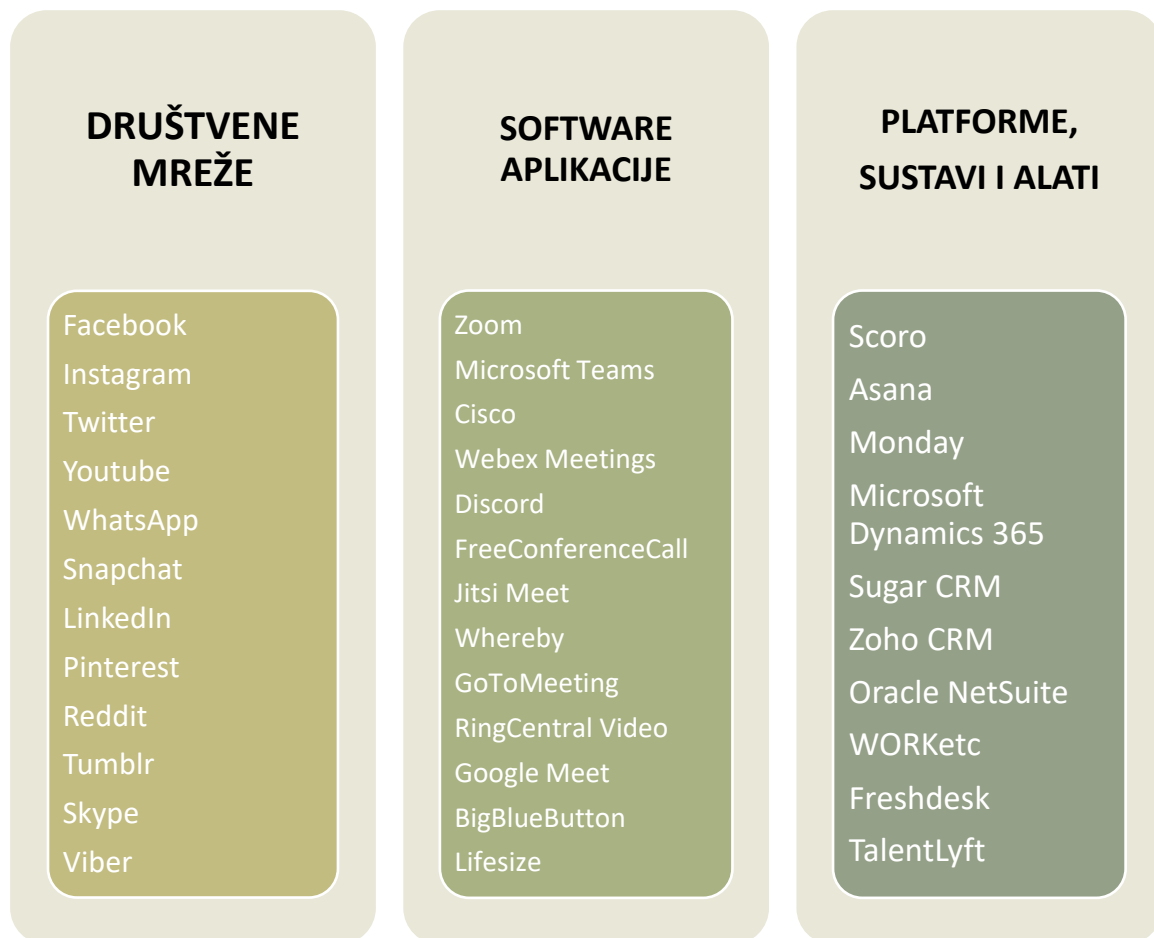 DRUŠTVENE
MREŽE
Facebook
Instagram
Twitter
Youtube
WhatsApp
Snapchat
LinkedIn
Pinterest
Reddit
Tumblr
Skype
Viber
SOFTWARE
APLIKACIJE
Zoom
Microsoft Teams
Cisco
Webex Meetings
Discord
FreeConferenceCall
Jitsi Meet
Whereby
GoToMeeting
RingCentral Video
Google Meet
BigBlueButton
Lifesize
PLATFORME,
SUSTAVI I ALATI
Scoro
Asana
Monday
Microsoft
Dynamics 365
Sugar CRM
Zoho CRM
Oracle NetSuite
WORKetc
Freshdesk
TalentLyft